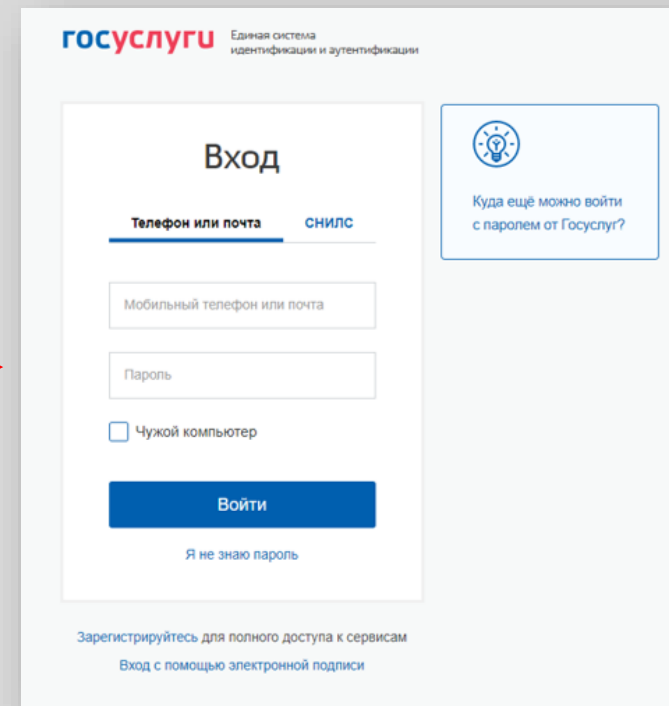 госуслуги
Единая система
идентификации и аутентификации
Вход
Телефон или почта СНИЛС
Мобильный телефон или почта
Пароль
Чужой компьютер
Войти
Я не знаю пароль
Куда ещё можно войти
с паролем от Госуслуг?
Зарегистрируйтесь для полного доступа к сервисам
Вход с помощью электронной подписи